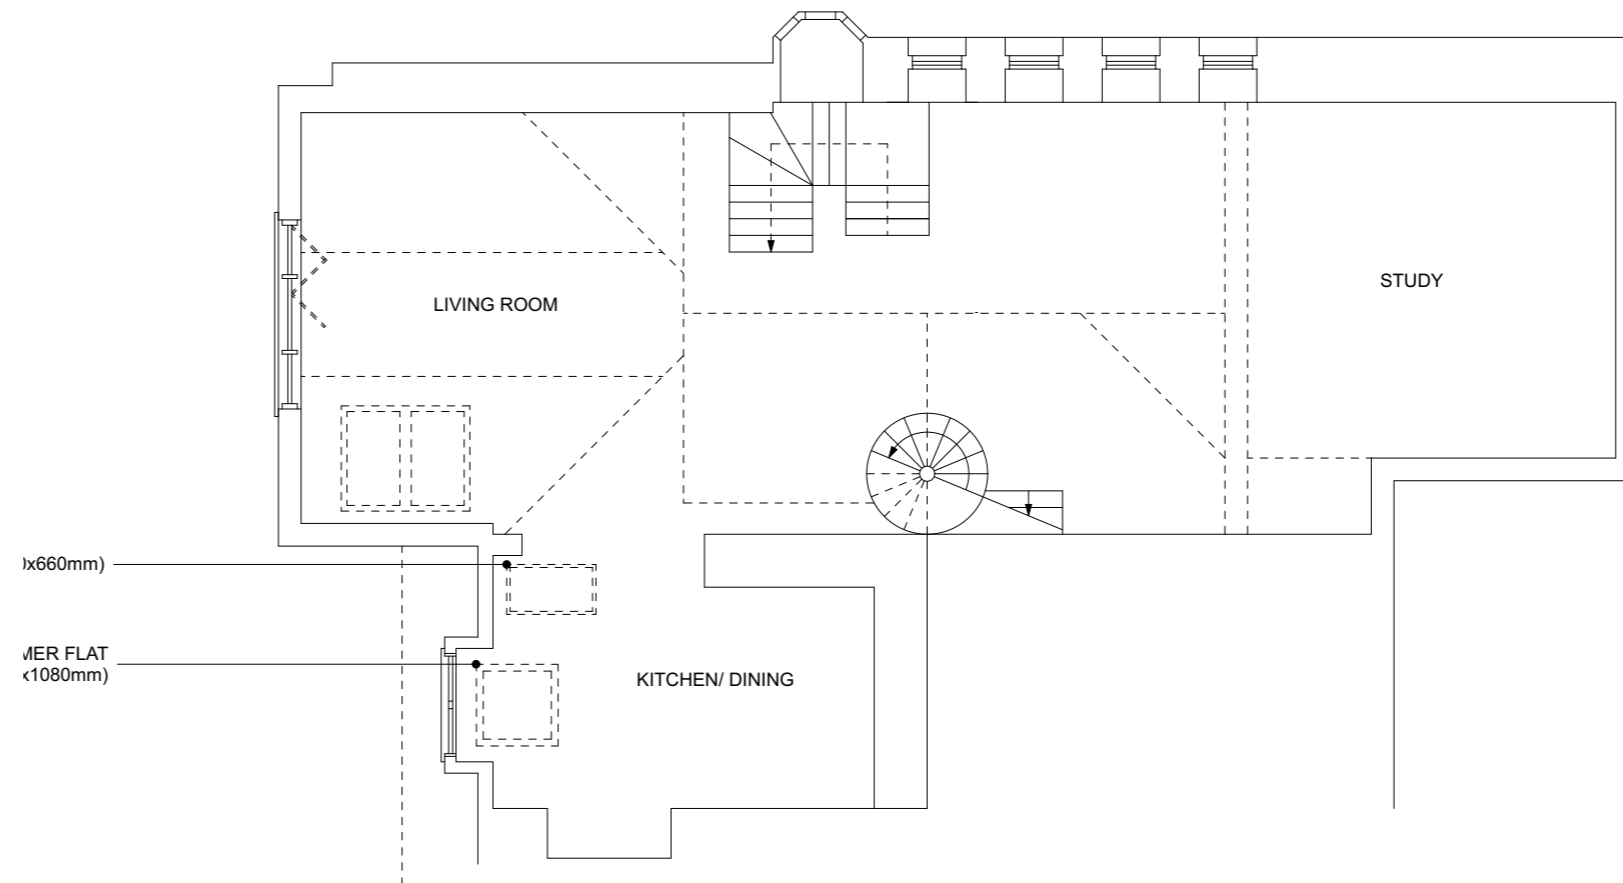 STUDY
LIVING ROOM
)x660mm)
MER FLAT
x1080mm)
KITCHEN/ DINING